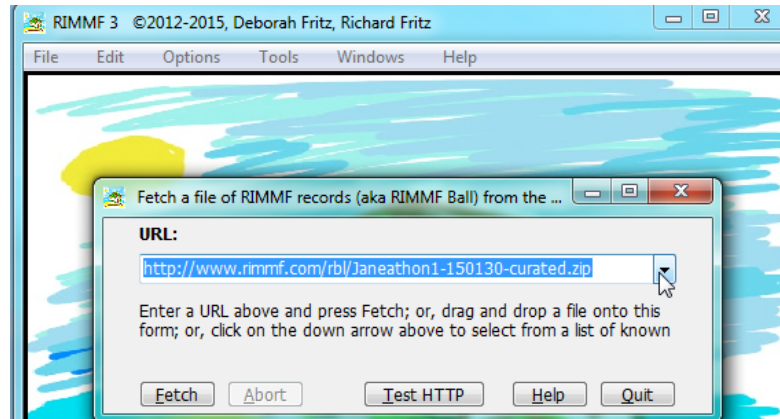 RIMMF 3 ©2012-2015, Deborah Fritz, Richard Fritz
File Edit Options Tools Windows Help
Fetch a file of RIMMF records (aka RIMMF Ball) from the ...
URL:
http://www.rimmf.com/rbl/Janeathon1-150130-curated.zip
Enter a URL above and press Fetch; or, drag and drop a file onto this
form; or, click on the down arrow above to select from a list of known
Fetch Abort Test HTTP Help Quit